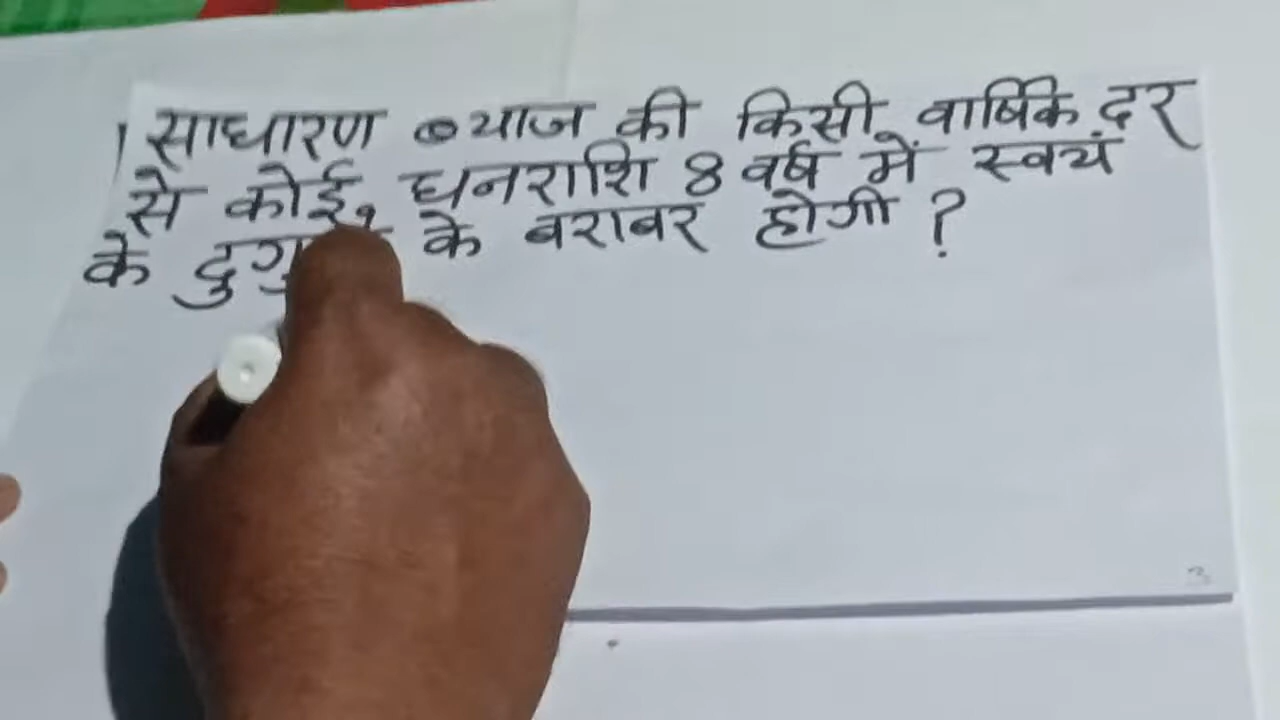 । साधारण ब्याज की किसी वार्षिक दर
से कोई धनराशि 8 वर्ष में स्वयं
के के बराबर होगी ?